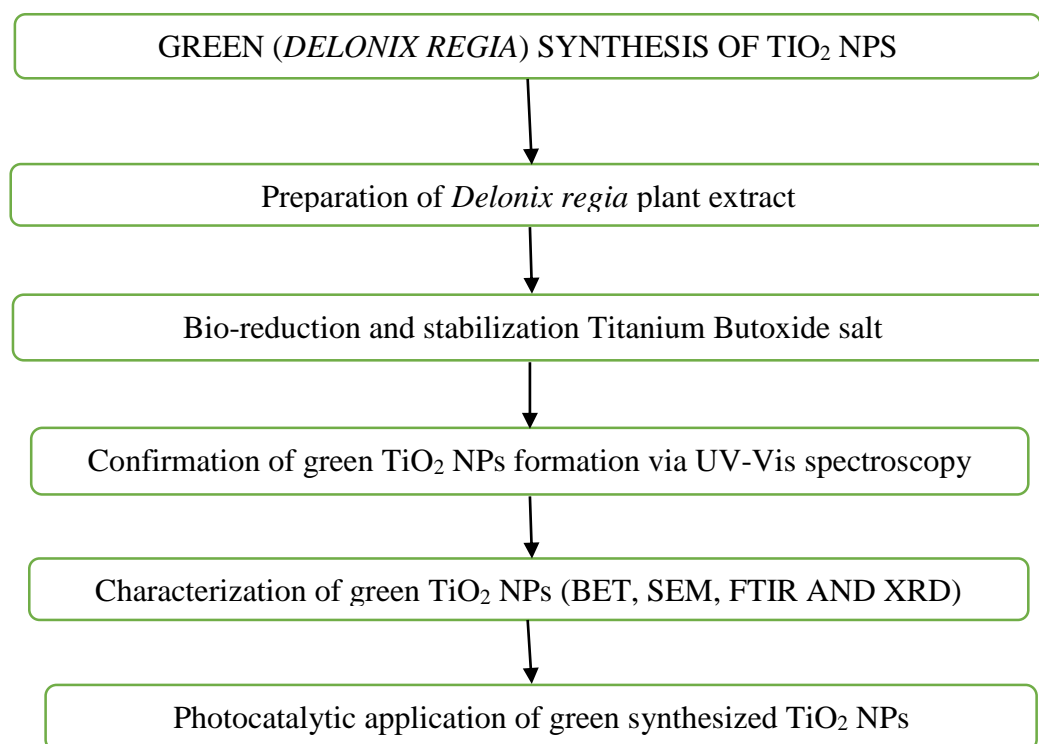 GREEN (DELONIX REGIA) SYNTHESIS OF TIO₂ NPS
Preparation of Delonix regia plant extract
Bio-reduction and stabilization Titanium Butoxide salt
Confirmation of green TiO₂ NPs formation via UV-Vis spectroscopy
Characterization of green TiO₂ NPs (BET, SEM, FTIR AND XRD)
Photocatalytic application of green synthesized TiO₂ NPs